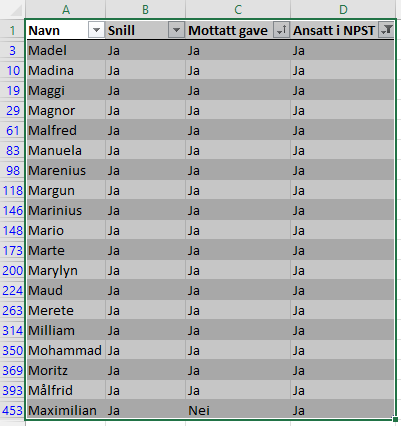 A B C D
1 Navn Snill Mottatt gave Ansatt i NPST
3 Madel Ja Ja Ja
10 Madina Ja Ja Ja
19 Maggi Ja Ja Ja
29 Magnor Ja Ja Ja
61 Malfred Ja Ja Ja
83 Manuela Ja Ja Ja
98 Marenius Ja Ja Ja
118 Margun Ja Ja Ja
146 Marinius Ja Ja Ja
148 Mario Ja Ja Ja
173 Marte Ja Ja Ja
200 Marylyn Ja Ja Ja
224 Maud Ja Ja Ja
263 Merete Ja Ja Ja
314 Milliam Ja Ja Ja
350 Mohammad Ja Ja Ja
369 Moritz Ja Ja Ja
393 Målfrid Ja Ja Ja
453 Maximilian Ja Nei Ja